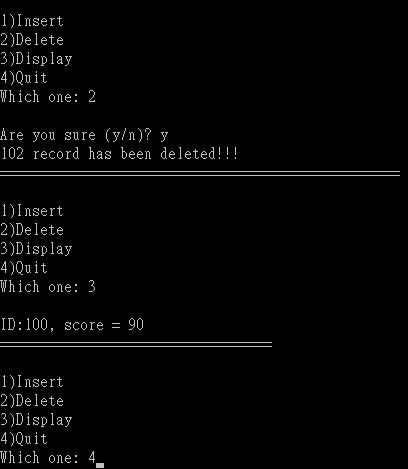 1)Insert
2)Delete
3)Display
4)Quit
Which one: 2
Are you sure (y/n)? y
102 record has been deleted!!!
==================================================
1)Insert
2)Delete
3)Display
4)Quit
Which one: 3
ID:100, score = 90
==================================
1)Insert
2)Delete
3)Display
4)Quit
Which one: 4